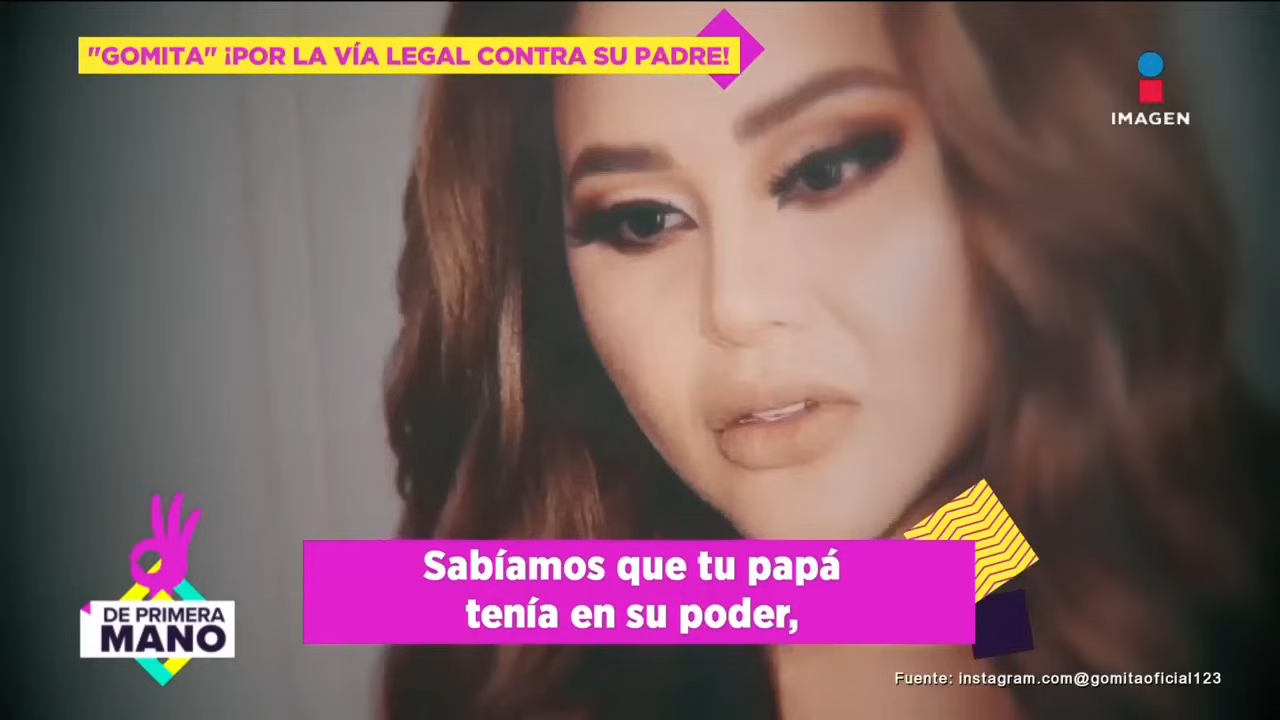 "GOMITA" ¡POR LA VÍA LEGAL CONTRA SU PADRE!
IMAGEN
Sabíamos que tu papá
tenía en su poder,
DE PRIMERA
MANO
Fuente: instagram.com@gomitaoficial123